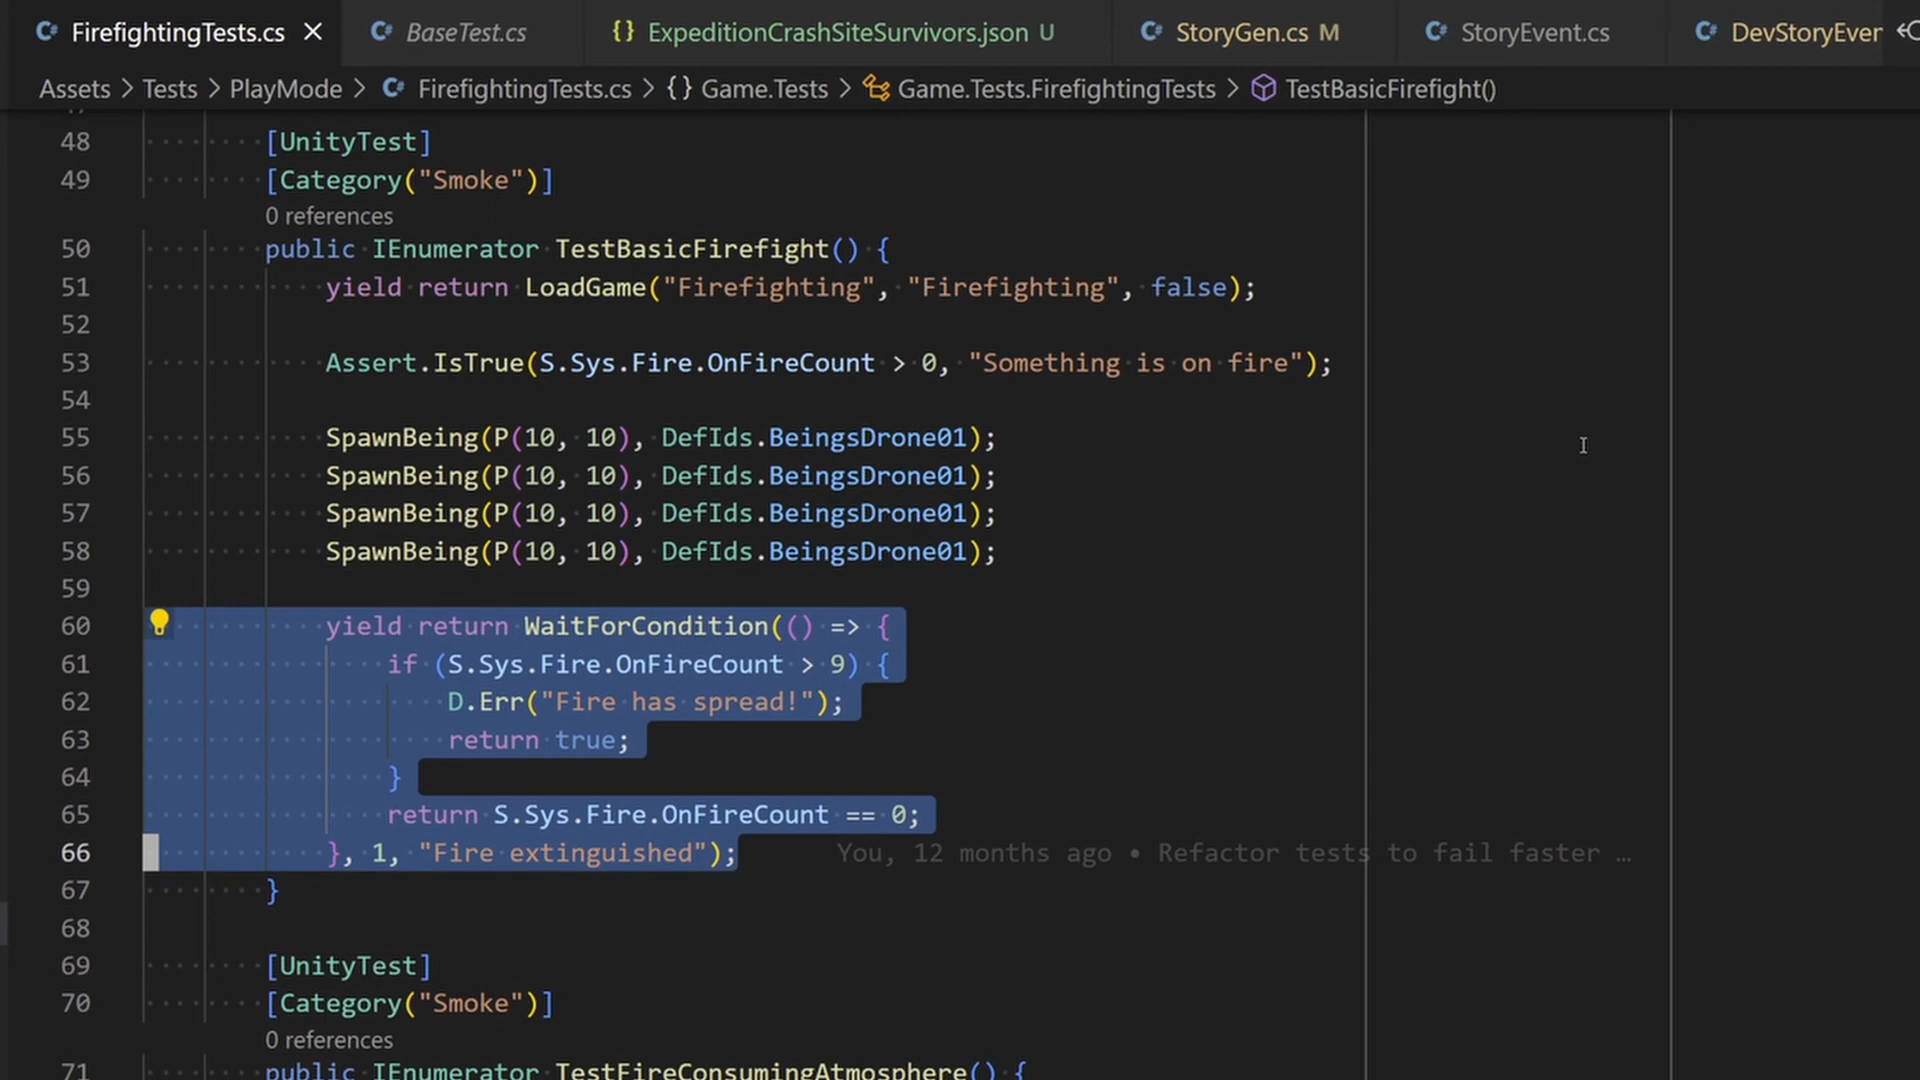 FirefightingTests.cs BaseTest.cs {} ExpeditionCrashSiteSurvivors.json U StoryGen.cs M StoryEvent.cs
Assets > Tests > PlayMode > FirefightingTests.cs > {} Game.Tests > Game.Tests.FirefightingTests > TestBasicFirefight()
48 [UnityTest]
49 [Category("Smoke")]
0 references
50 public IEnumerator TestBasicFirefight() {
51 yield return LoadGame("Firefighting", "Firefighting", false);
52
53 Assert.IsTrue(S.Sys.Fire.OnFireCount > 0, "Something is on fire");
54
55 SpawnBeing(P(10, 10), DefIds.BeingsDrone01);
56 SpawnBeing(P(10, 10), DefIds.BeingsDrone01);
57 SpawnBeing(P(10, 10), DefIds.BeingsDrone01);
58 SpawnBeing(P(10, 10), DefIds.BeingsDrone01);
59
60 yield return WaitForCondition(() => {
61 if (S.Sys.Fire.OnFireCount > 9) {
62 D.Err("Fire has spread!");
63 return true;
64 }
65 return S.Sys.Fire.OnFireCount == 0;
66 }, 1, "Fire extinguished"); You, 12 months ago • Refactor tests to fail faster …
67 }
68
69 [UnityTest]
70 [Category("Smoke")]
0 references
71 public IEnumerator TestFireConsumingAtmosphere() {